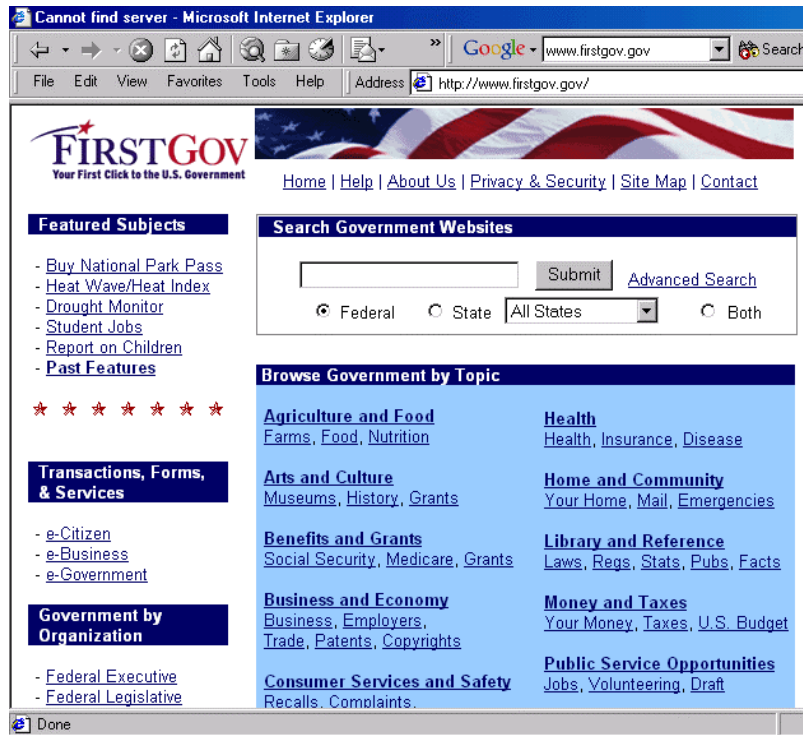 Cannot find server - Microsoft Internet Explorer
» Google www.firstgov.gov Search
File Edit View Favorites Tools Help Address http://www.firstgov.gov/
FIRSTGOV
Your First Click to the U.S. Government
Home | Help | About Us | Privacy & Security | Site Map | Contact
Featured Subjects
- Buy National Park Pass
- Heat Wave/Heat Index
- Drought Monitor
- Student Jobs
- Report on Children
- Past Features
Transactions, Forms,
& Services
- e-Citizen
- e-Business
- e-Government
Government by
Organization
- Federal Executive
- Federal Legislative
Search Government Websites
Submit Advanced Search
Federal State All States Both
Browse Government by Topic
Agriculture and Food
Farms, Food, Nutrition
Arts and Culture
Museums, History, Grants
Benefits and Grants
Social Security, Medicare, Grants
Business and Economy
Business, Employers,
Trade, Patents, Copyrights
Consumer Services and Safety
Recalls, Complaints,
Health
Health, Insurance, Disease
Home and Community
Your Home, Mail, Emergencies
Library and Reference
Laws, Regs, Stats, Pubs, Facts
Money and Taxes
Your Money, Taxes, U.S. Budget
Public Service Opportunities
Jobs, Volunteering, Draft
Done